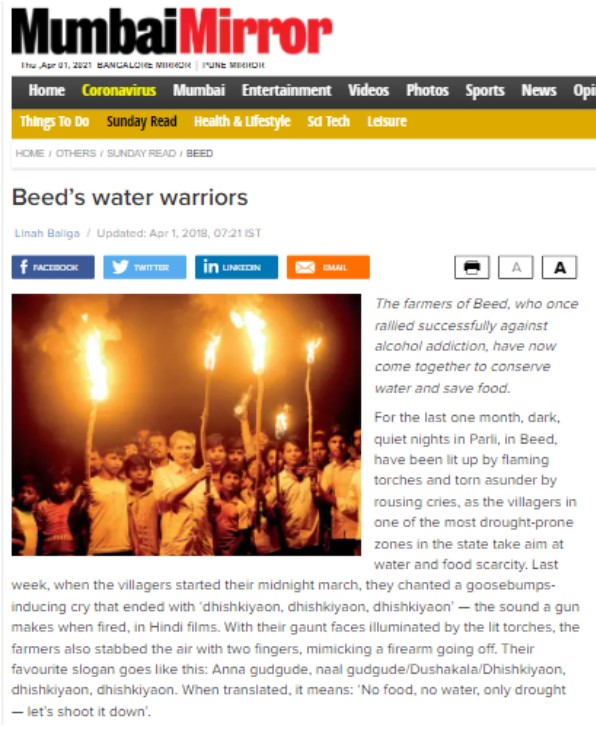 MumbaiMirror
Thu ,Apr 01, 2021 BANGALORE MIRROR | PUNE MIRROR
Home Coronavirus Mumbai Entertainment Videos Photos Sports News Opi
Things To Do Sunday Read Health & Lifestyle Sci Tech Leisure
HOME / OTHERS / SUNDAY READ / BEED
Beed's water warriors
Linah Baliga / Updated: Apr 1, 2018, 07:21 IST
f FACEBOOK TWITTER in LINKEDIN EMAIL A A
The farmers of Beed, who once
rallied successfully against
alcohol addiction, have now
come together to conserve
water and save food.
For the last one month, dark,
quiet nights in Parli, in Beed,
have been lit up by flaming
torches and torn asunder by
rousing cries, as the villagers in
one of the most drought-prone
zones in the state take aim at
water and food scarcity. Last
week, when the villagers started their midnight march, they chanted a goosebumps-
inducing cry that ended with 'dhishkiyaon, dhishkiyaon, dhishkiyaon' — the sound a gun
makes when fired, in Hindi films. With their gaunt faces illuminated by the lit torches, the
farmers also stabbed the air with two fingers, mimicking a firearm going off. Their
favourite slogan goes like this: Anna gudgude, naal gudgude/Dushakala/Dhishkiyaon,
dhishkiyaon, dhishkiyaon. When translated, it means: 'No food, no water, only drought
— let's shoot it down'.